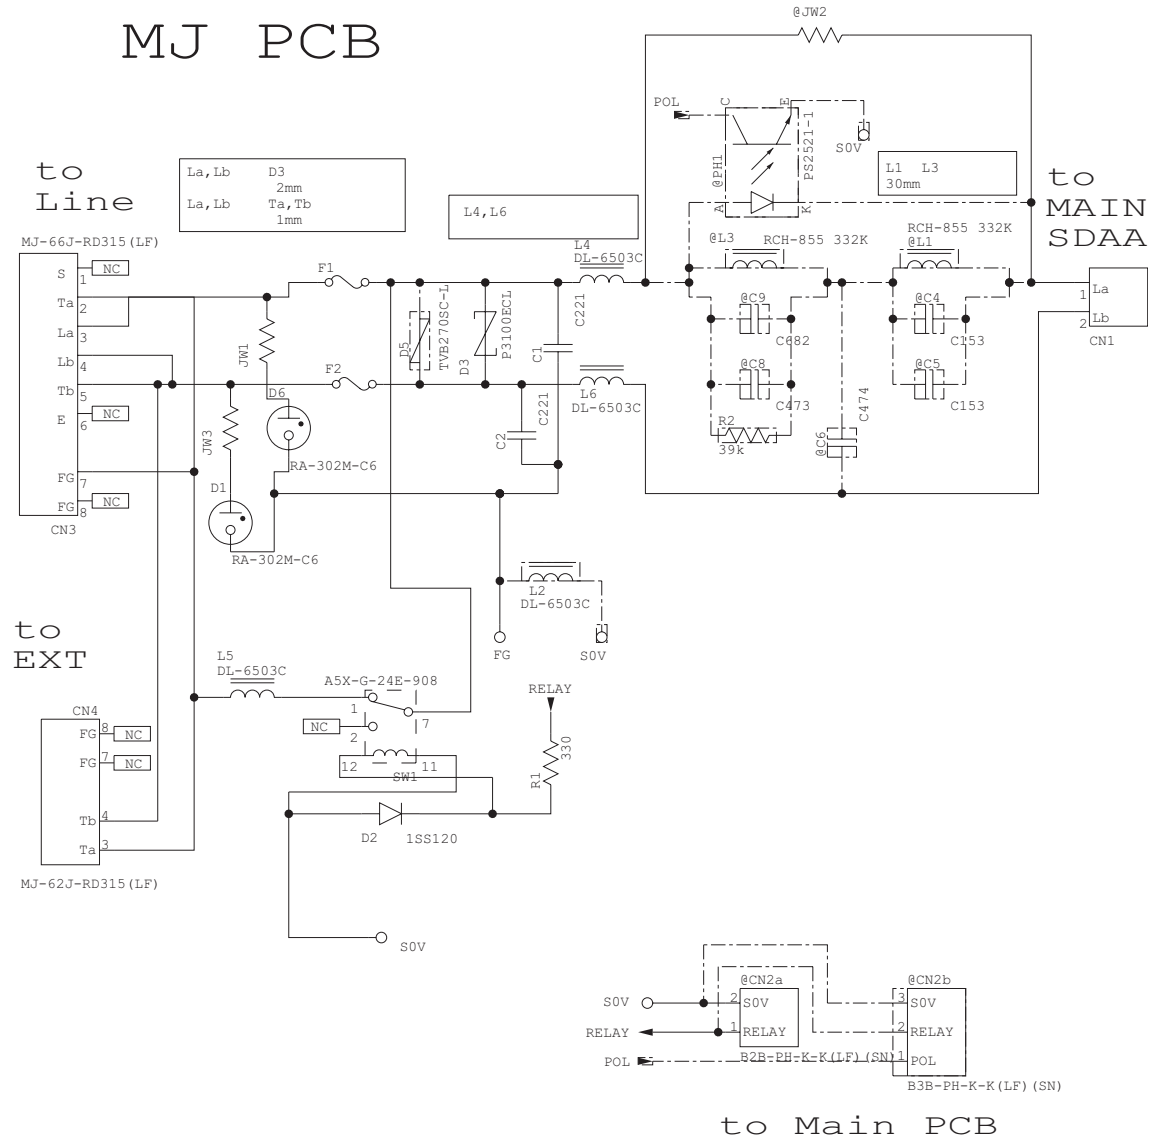 MJ PCB
@JW2
POL
C
E
S0V
@PH1
PS2521-1
A
K
to
Line
La,Lb D3
2mm
La,Lb Ta,Tb
1mm
L4,L6
L1 L3
30mm
to
MAIN
SDAA
MJ-66J-RD315(LF)
S 1 NC
Ta 2
La 3
Lb 4
Tb 5
E 6 NC
FG 7
FG 8 NC
CN3
F1
F2
JW1
JW3
D6
RA-302M-C6
D1
RA-302M-C6
D5
TVB270SC-L
D3
P3100ECL
C1
C221
C2
C221
L4
DL-6503C
L6
DL-6503C
@L3 RCH-855 332K
@C9
C682
@C8
C473
R2
39k
@C6
C474
RCH-855 332K
@L1
@C4
C153
@C5
C153
La
1
Lb
2
CN1
L2
DL-6503C
FG
S0V
to
EXT
L5
DL-6503C
A5X-G-24E-908
1
7
NC
2
12
11
SW1
RELAY
R1
330
D2
1SS120
S0V
CN4
FG 8 NC
FG 7 NC
Tb 4
Ta 3
MJ-62J-RD315(LF)
@CN2a
S0V 2 S0V
RELAY 1 RELAY
POL
B2B-PH-K-K(LF)(SN)
@CN2b
3 S0V
2 RELAY
1 POL
B3B-PH-K-K(LF)(SN)
to Main PCB